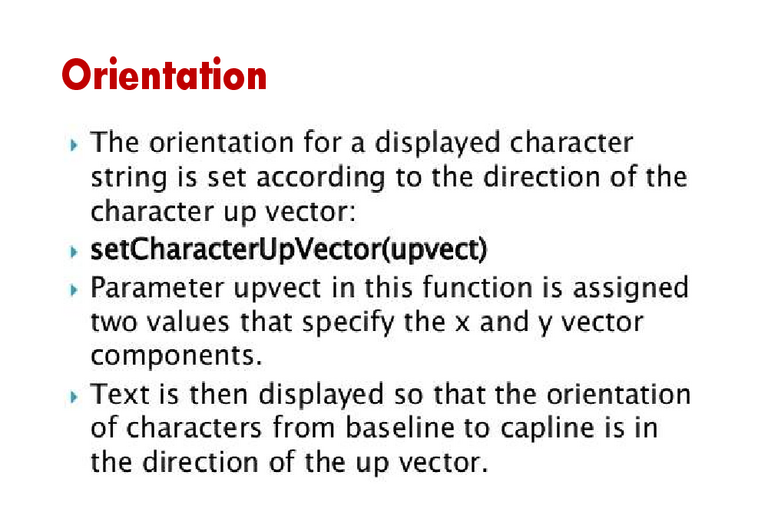 Orientation
The orientation for a displayed character
string is set according to the direction of the
character up vector:
setCharacterUpVector(upvect)
Parameter upvect in this function is assigned
two values that specify the x and y vector
components.
Text is then displayed so that the orientation
of characters from baseline to capline is in
the direction of the up vector.